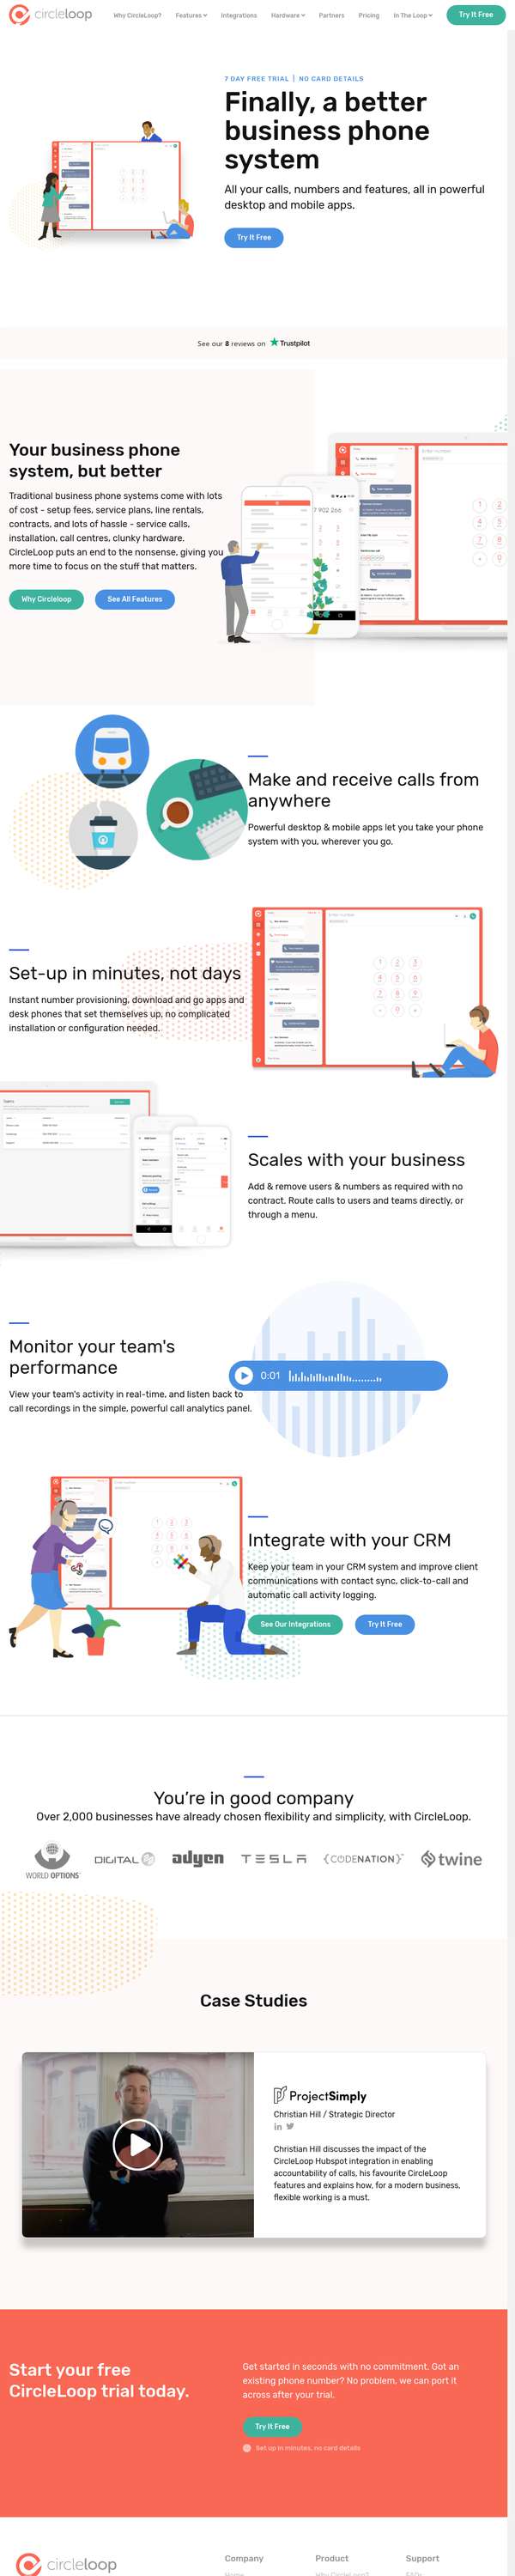 circleloop
Why CircleLoop?
Features
Integrations
Hardware
Partners
Pricing
In The Loop
Try It Free
7 DAY FREE TRIAL | NO CARD DETAILS
Finally, a better
business phone
system
All your calls, numbers and features, all in powerful
desktop and mobile apps.
Try It Free
See our 8 reviews on Trustpilot
Your business phone
system, but better
Traditional business phone systems come with lots
of cost - setup fees, service plans, line rentals,
contracts, and lots of hassle - service calls,
installation, call centres, clunky hardware.
CircleLoop puts an end to the nonsense, giving you
more time to focus on the stuff that matters.
Why Circleloop
See All Features
7 902 266
Make and receive calls from
anywhere
Powerful desktop & mobile apps let you take your phone
system with you, wherever you go.
Set-up in minutes, not days
Instant number provisioning, download and go apps and
desk phones that set themselves up, no complicated
installation or configuration needed.
Scales with your business
Add & remove users & numbers as required with no
contract. Route calls to users and teams directly, or
through a menu.
Monitor your team's
performance
View your team's activity in real-time, and listen back to
call recordings in the simple, powerful call analytics panel.
0:01
Integrate with your CRM
Keep your team in your CRM system and improve client
communications with contact sync, click-to-call and
automatic call activity logging.
See Our Integrations
Try It Free
You're in good company
Over 2,000 businesses have already chosen flexibility and simplicity, with CircleLoop.
WORLD OPTIONS
DIGITAL
adyen
TESLA
{CODENATION}
twine
Case Studies
ProjectSimply
Christian Hill / Strategic Director
Christian Hill discusses the impact of the
CircleLoop Hubspot integration in enabling
accountability of calls, his favourite CircleLoop
features and explains how, for a modern business,
flexible working is a must.
Start your free
CircleLoop trial today.
Get started in seconds with no commitment. Got an
existing phone number? No problem, we can port it
across after your trial.
Try It Free
Set up in minutes, no card details
circleloop
Company
Product
Support